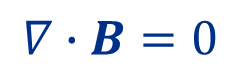 ∇ · B = 0